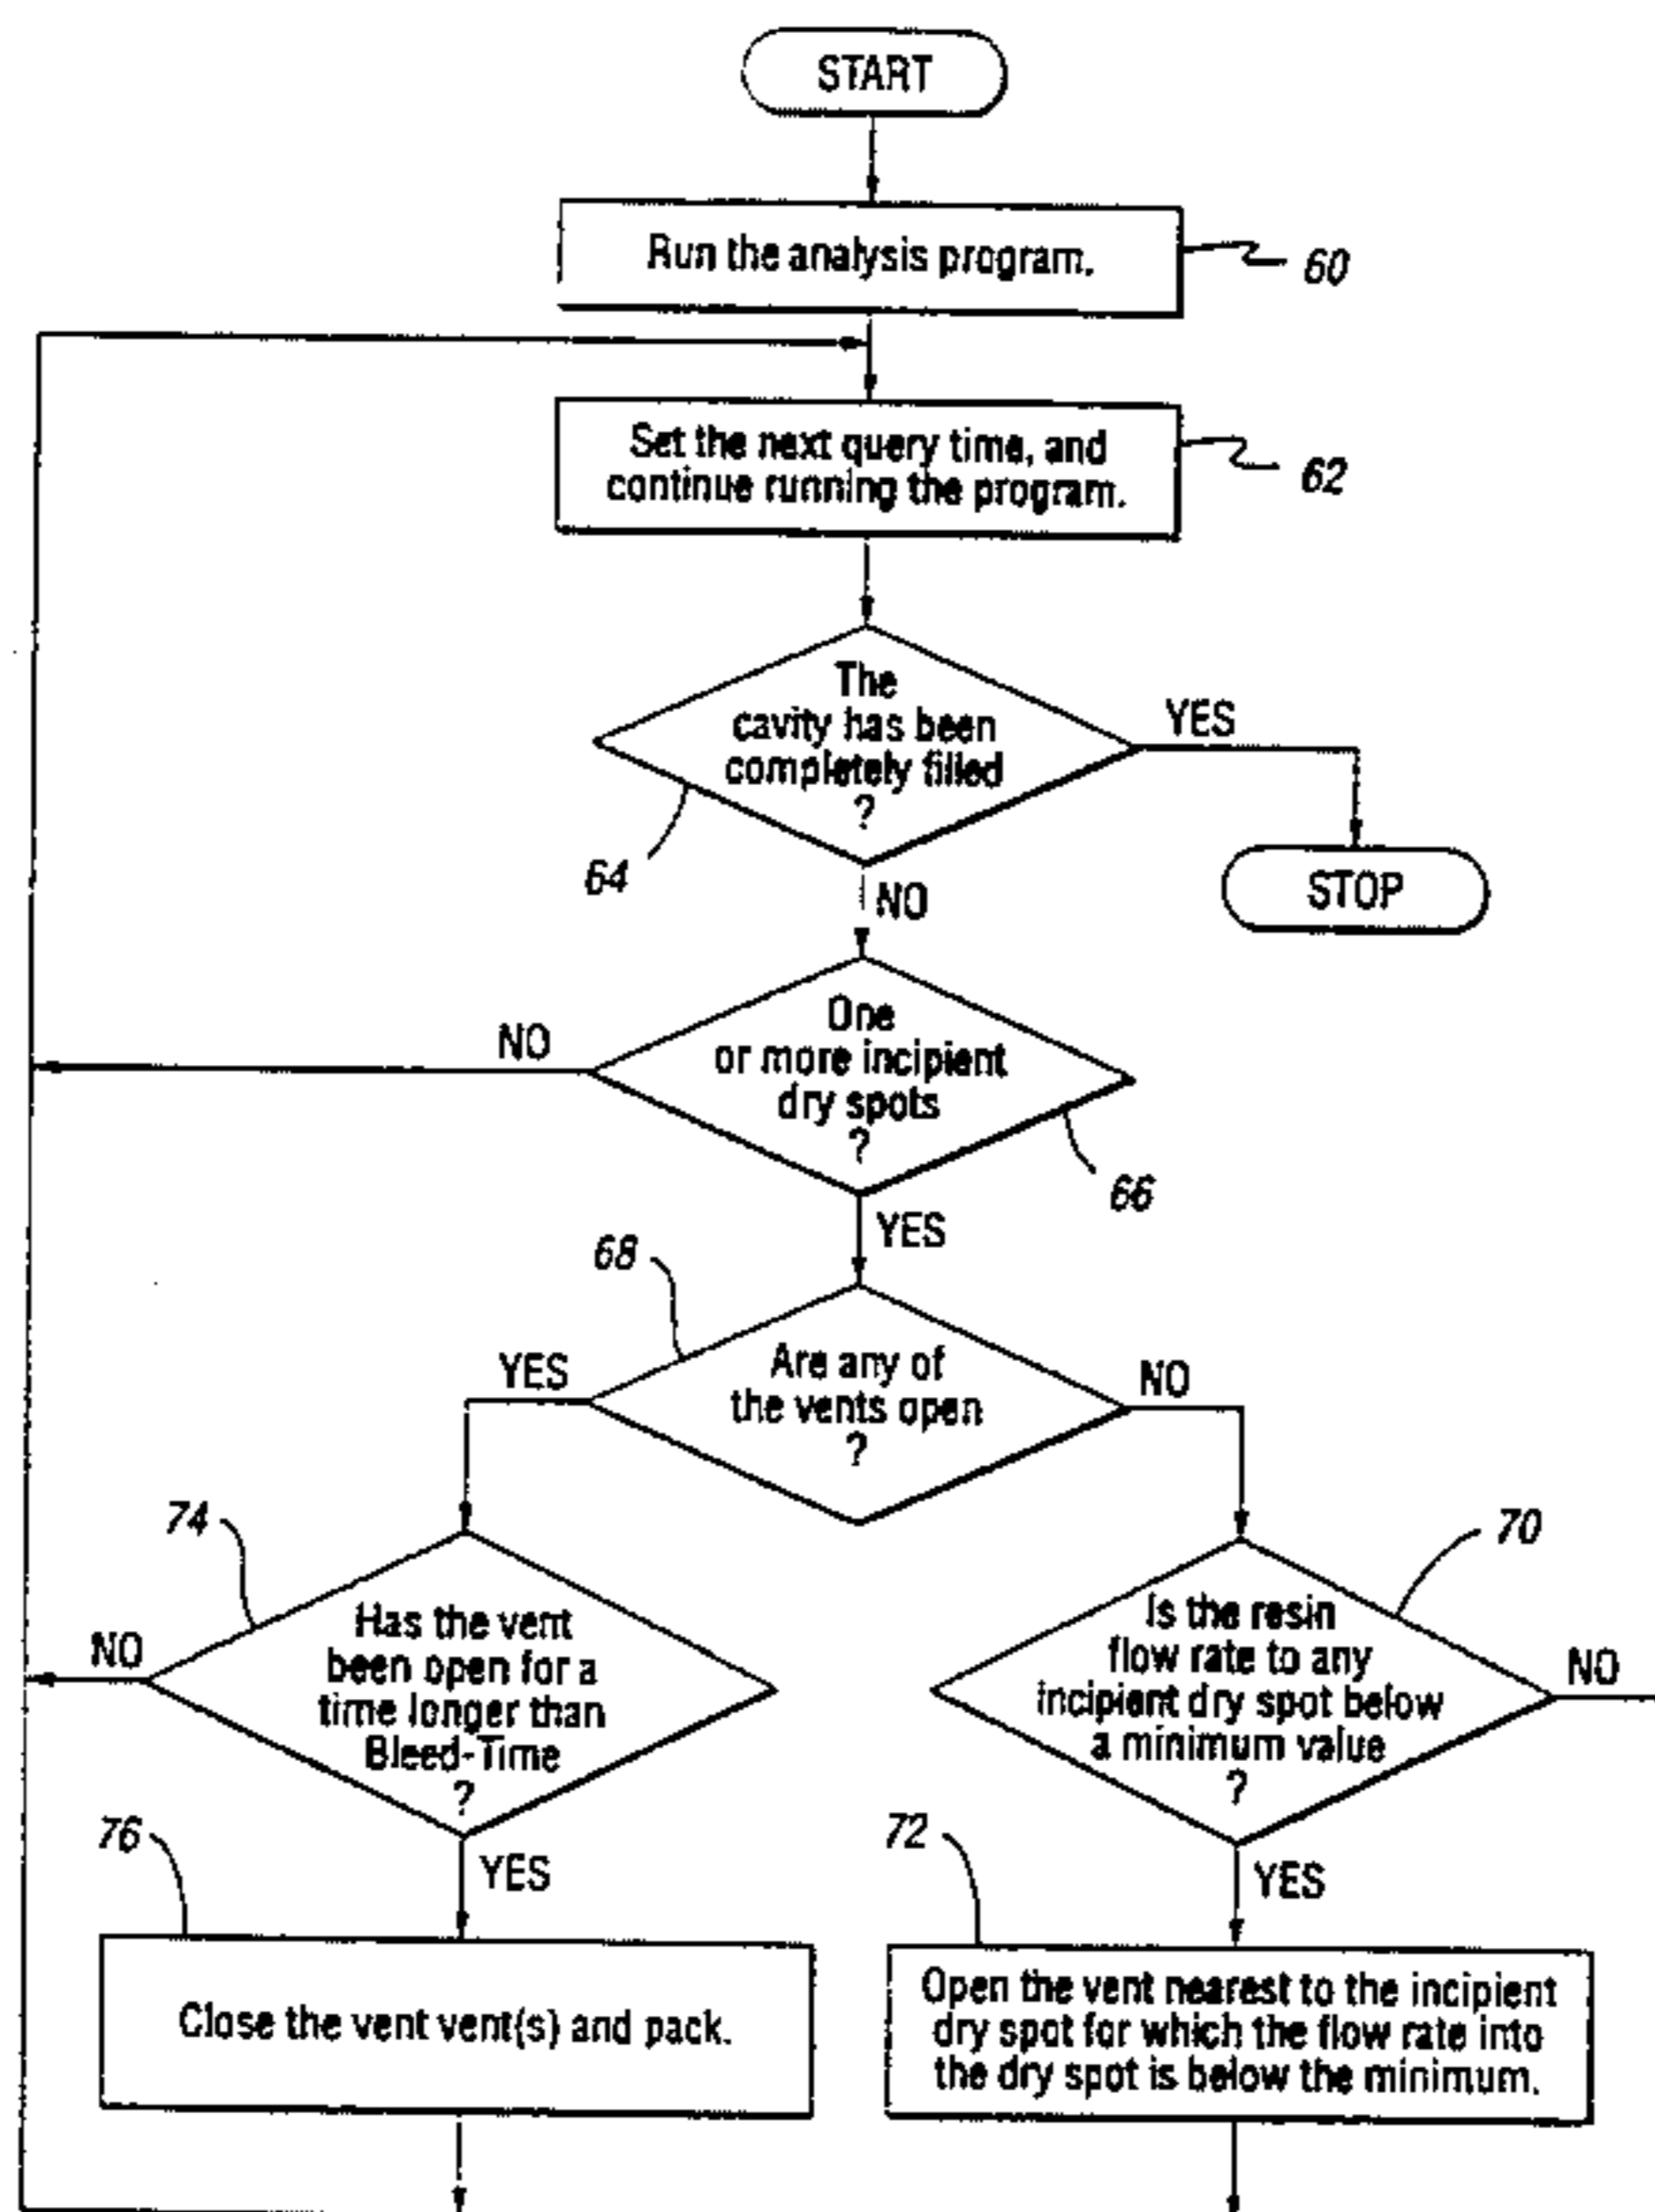 START
Run the analysis program.
60
Set the next query time, and
continue running the program.
62
The
cavity has been
completely filled
?
YES
64
NO
STOP
One
or more incipient
dry spots
?
NO
66
YES
68
Are any of
the vents open
?
YES
NO
74
70
Has the vent
been open for a
time longer than
Bleed-Time
?
NO
Is the resin
flow rate to any
incipient dry spot below
a minimum value
?
NO
76
YES
72
YES
Close the vent vent(s) and pack.
Open the vent nearest to the incipient
dry spot for which the flow rate into
the dry spot is below the minimum.